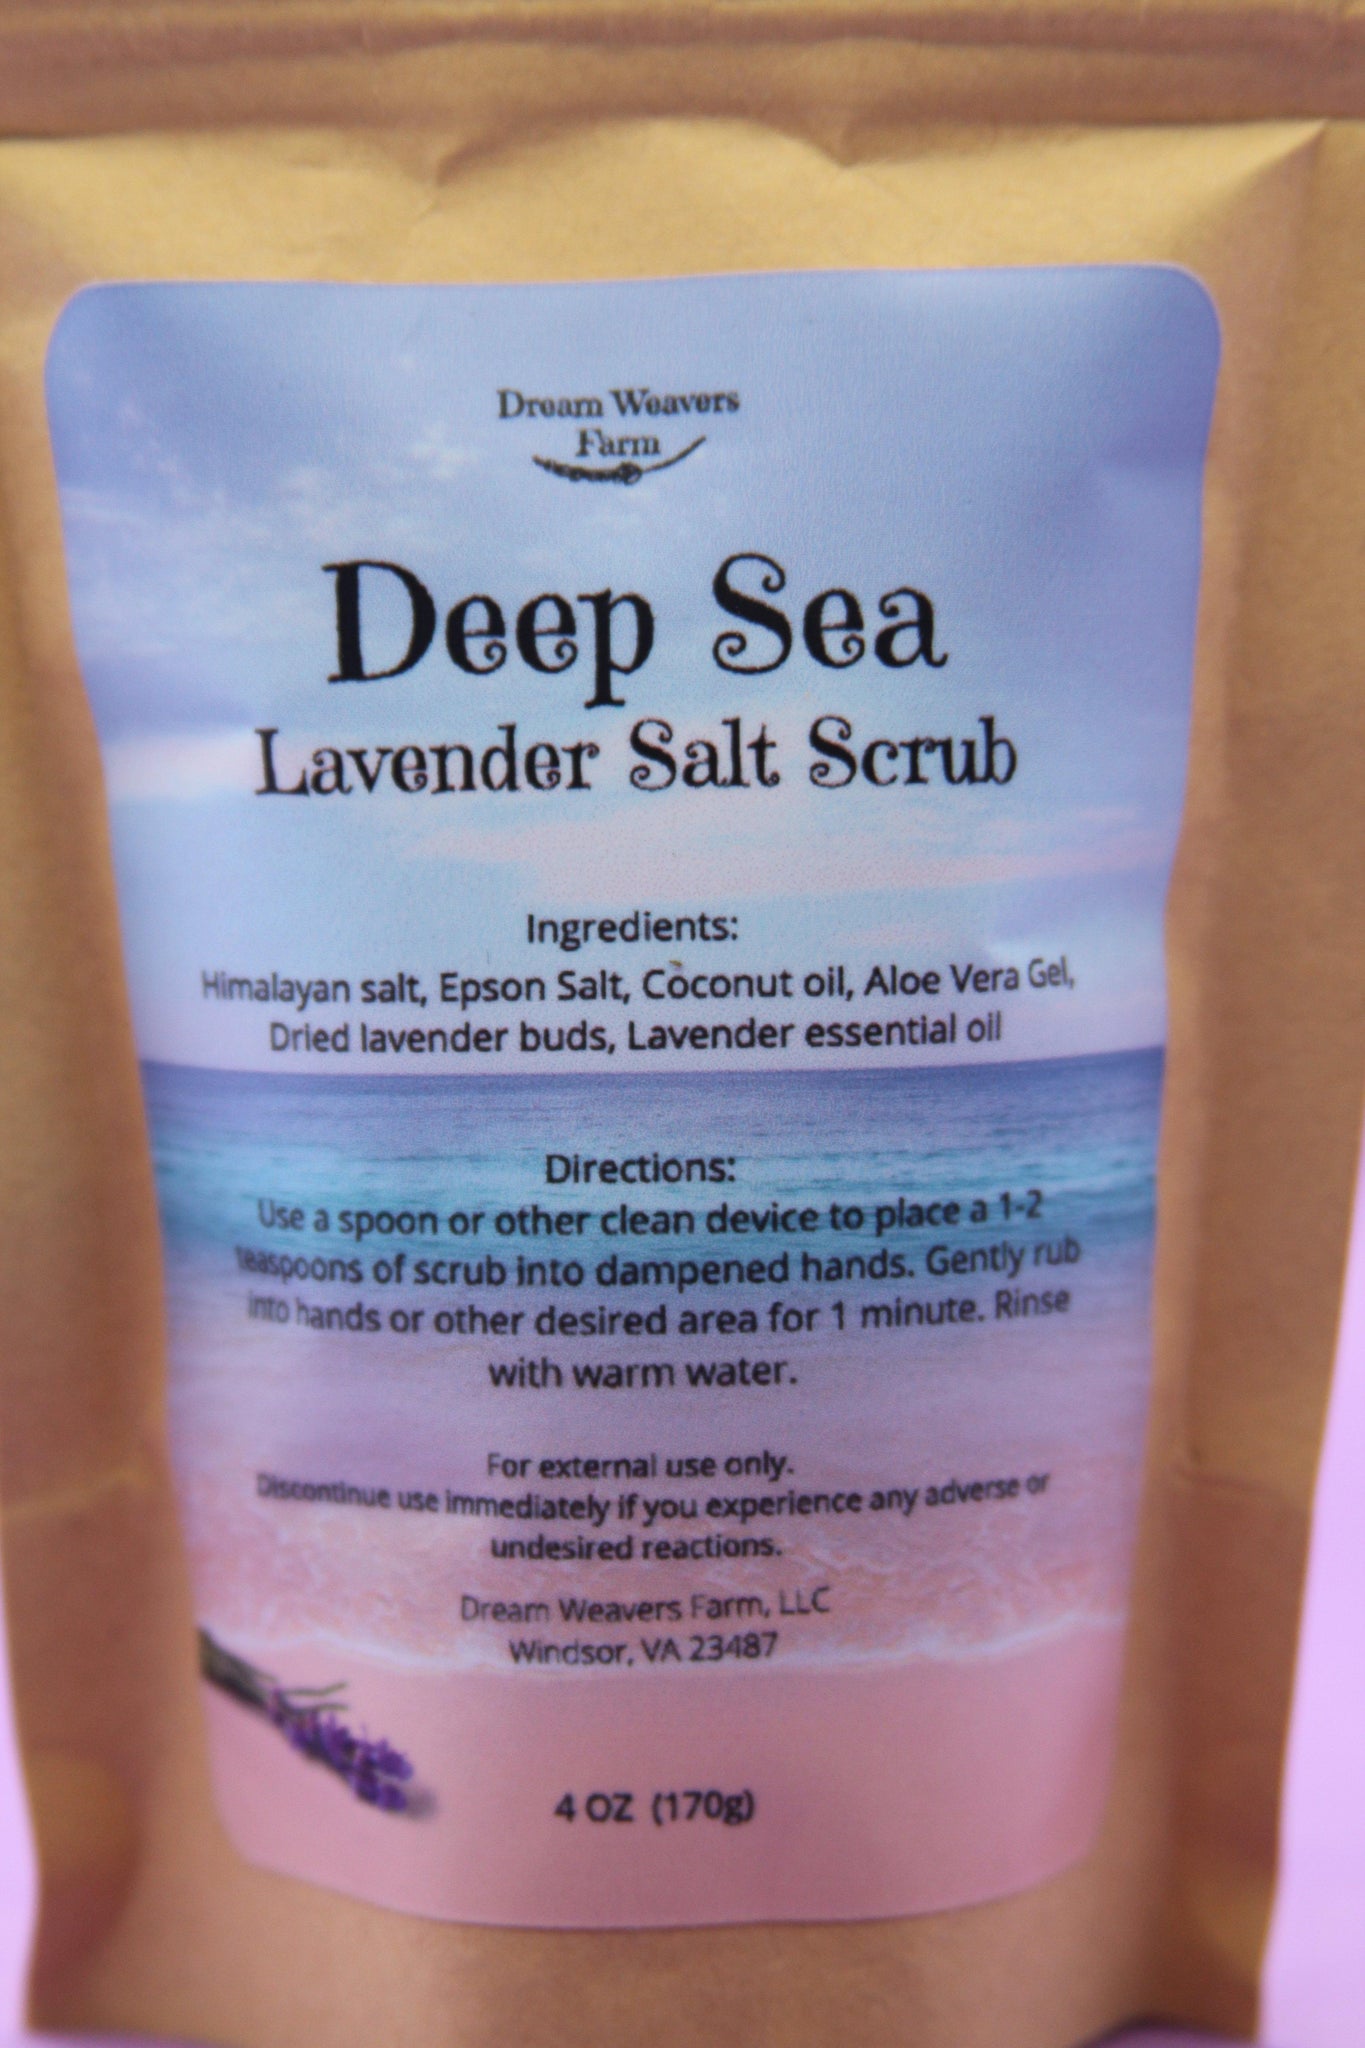 Dream Weavers
Farm
Deep Sea
Lavender Salt Scrub
Ingredients:
Himalayan salt, Epson Salt, Coconut oil, Aloe Vera Gel,
Dried lavender buds, Lavender essential oil
Directions:
Use a spoon or other clean device to place a 1-2
teaspoons of scrub into dampened hands. Gently rub
into hands or other desired area for 1 minute. Rinse
with warm water.
For external use only.
Discontinue use immediately if you experience any adverse or
undesired reactions.
Dream Weavers Farm, LLC
Windsor, VA 23487
4 OZ (170g)